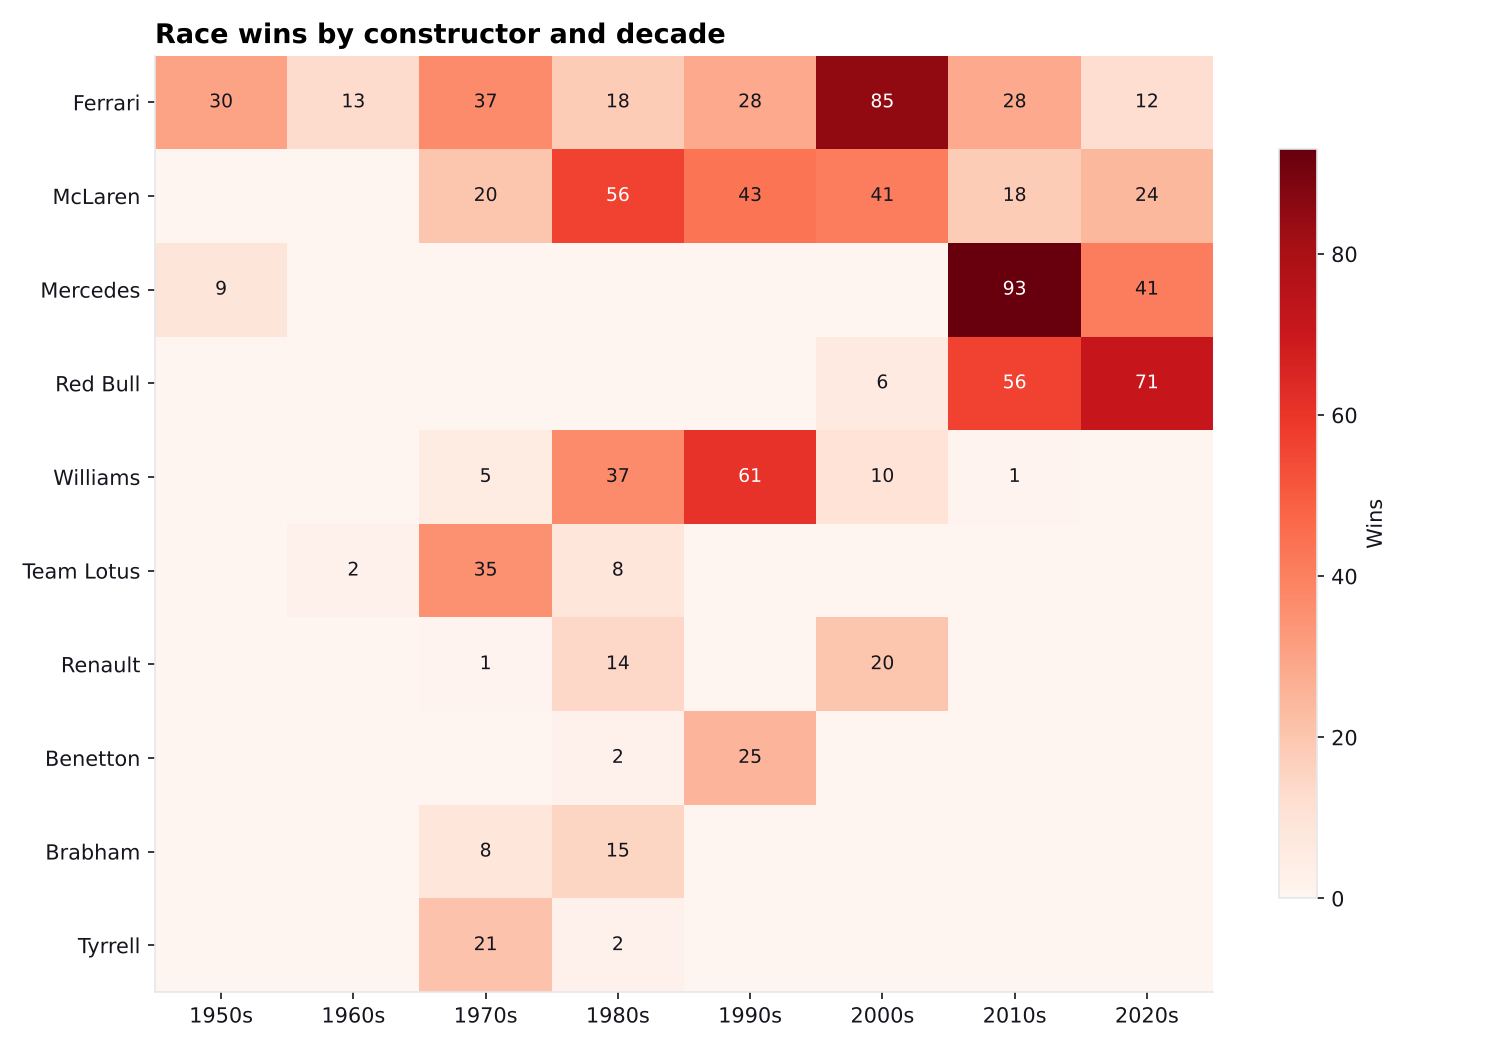 Race wins by constructor and decade
Ferrari 30 13 37 18 28 85 28 12
McLaren 20 56 43 41 18 24
Mercedes 9 93 41
Red Bull 6 56 71
Williams 5 37 61 10 1
Team Lotus 2 35 8
Renault 1 14 20
Benetton 2 25
Brabham 8 15
Tyrrell 21 2
1950s 1960s 1970s 1980s 1990s 2000s 2010s 2020s
80
60
40
20
0
Wins